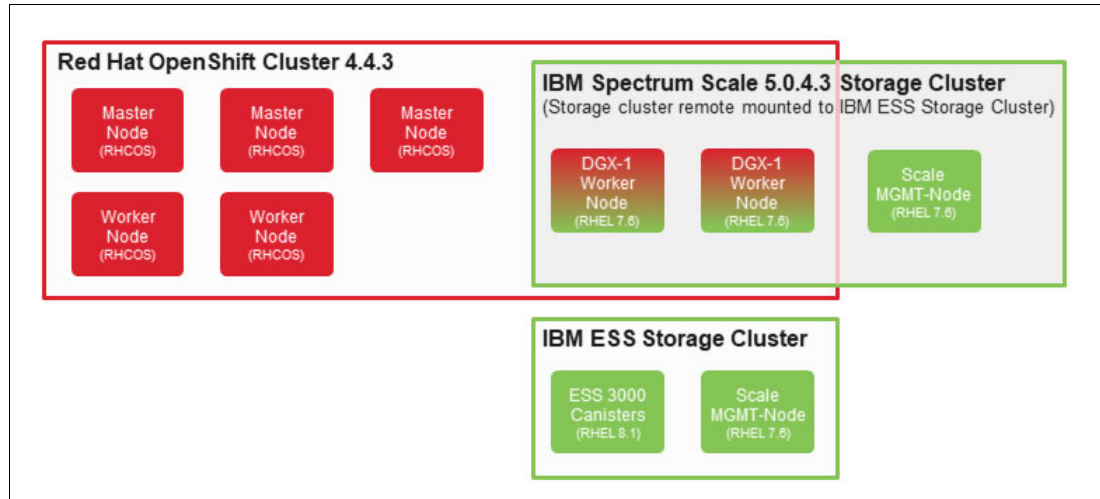 Red Hat OpenShift Cluster 4.4.3
Master
Node
(RHCOS)
Master
Node
(RHCOS)
Master
Node
(RHCOS)
Worker
Node
(RHCOS)
Worker
Node
(RHCOS)
IBM Spectrum Scale 5.0.4.3 Storage Cluster
(Storage cluster remote mounted to IBM ESS Storage Cluster)
DGX-1
Worker
Node
(RHEL 7.6)
DGX-1
Worker
Node
(RHEL 7.6)
Scale
MGMT-Node
(RHEL 7.6)
IBM ESS Storage Cluster
ESS 3000
Canisters
(RHEL 8.1)
Scale
MGMT-Node
(RHEL 7.6)